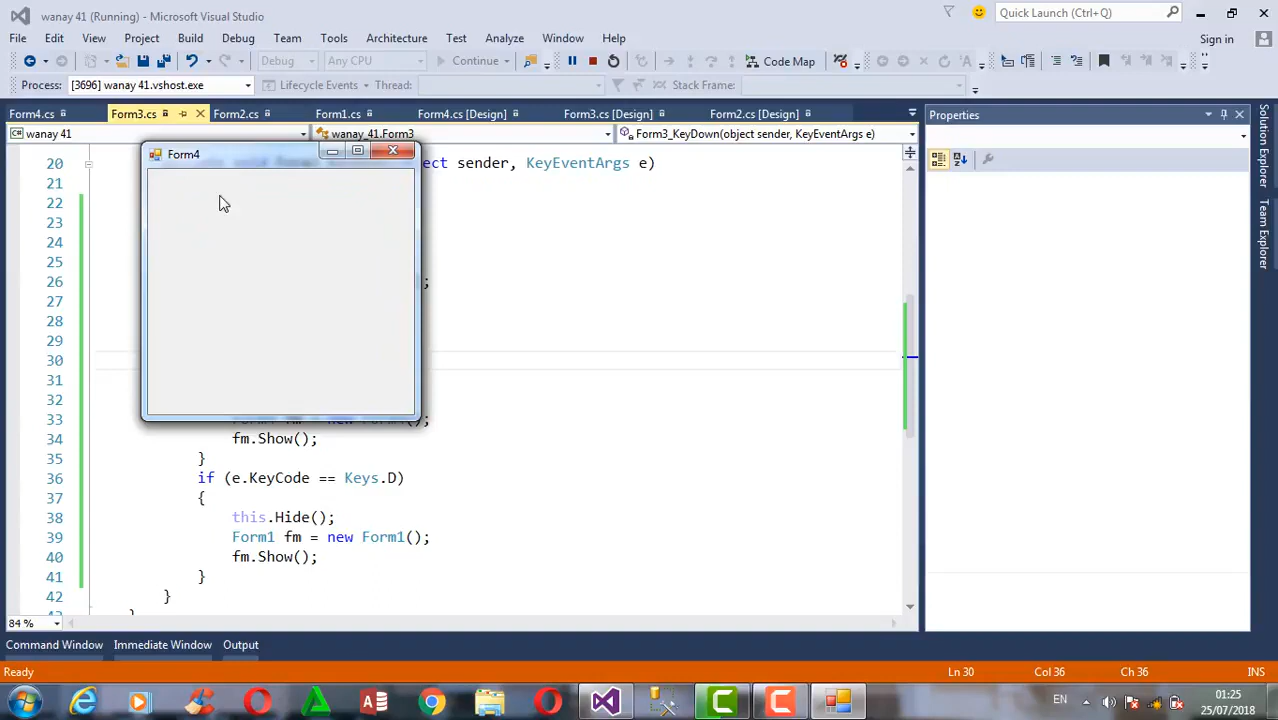 wanay 41 (Running) - Microsoft Visual Studio
Quick Launch (Ctrl+Q)
File Edit View Project Build Debug Team Tools Test Architecture Analyze Window Help
Sign in
Debug Any CPU Continue Code Map
Process: [3696] wanay 41.vshost.exe Lifecycle Events Thread: Stack Frame:
Form4.cs Form3.cs Form2.cs Form1.cs Form4.cs [Design] Form3.cs [Design] Form2.cs [Design]
Properties
wanay 41 wanay_41.Form3 Form3_KeyDown(object sender, KeyEventArgs e)
Form4
20 ect sender, KeyEventArgs e)
21
22
23
24
25
26 ;
27
28
29
30
31
32
33 fm = new ();
34 fm.Show();
35 }
36 if (e.KeyCode == Keys.D)
37 {
38 this.Hide();
39 Form1 fm = new Form1();
40 fm.Show();
41 }
42 }
84 %
Solution Explorer
Team Explorer
Command Window Immediate Window Output
Ready Ln 30 Col 36 Ch 36 INS
EN
01:25
25/07/2018